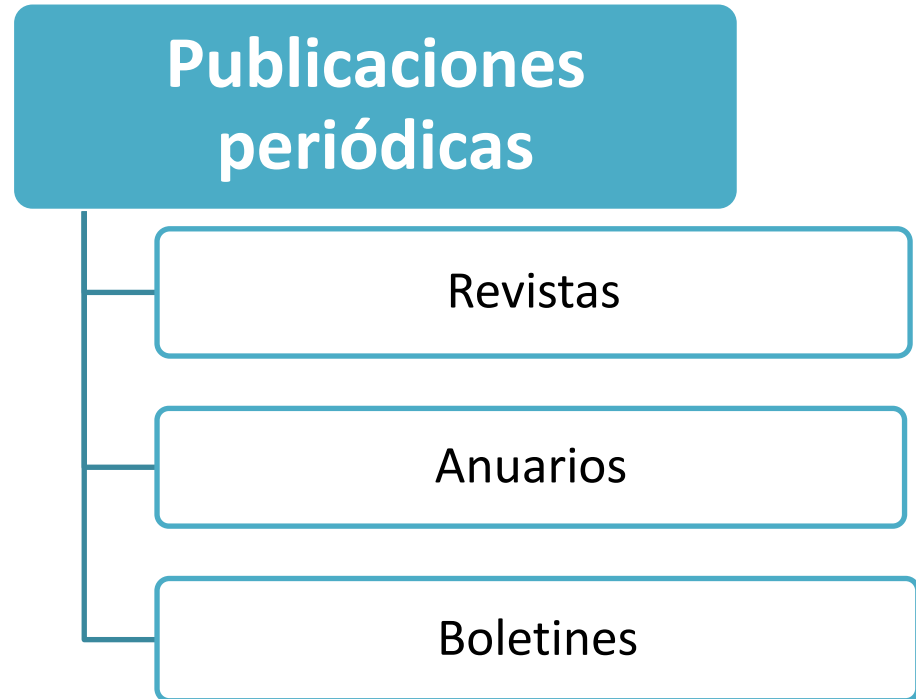 Publicaciones
periódicas
Revistas
Anuarios
Boletines